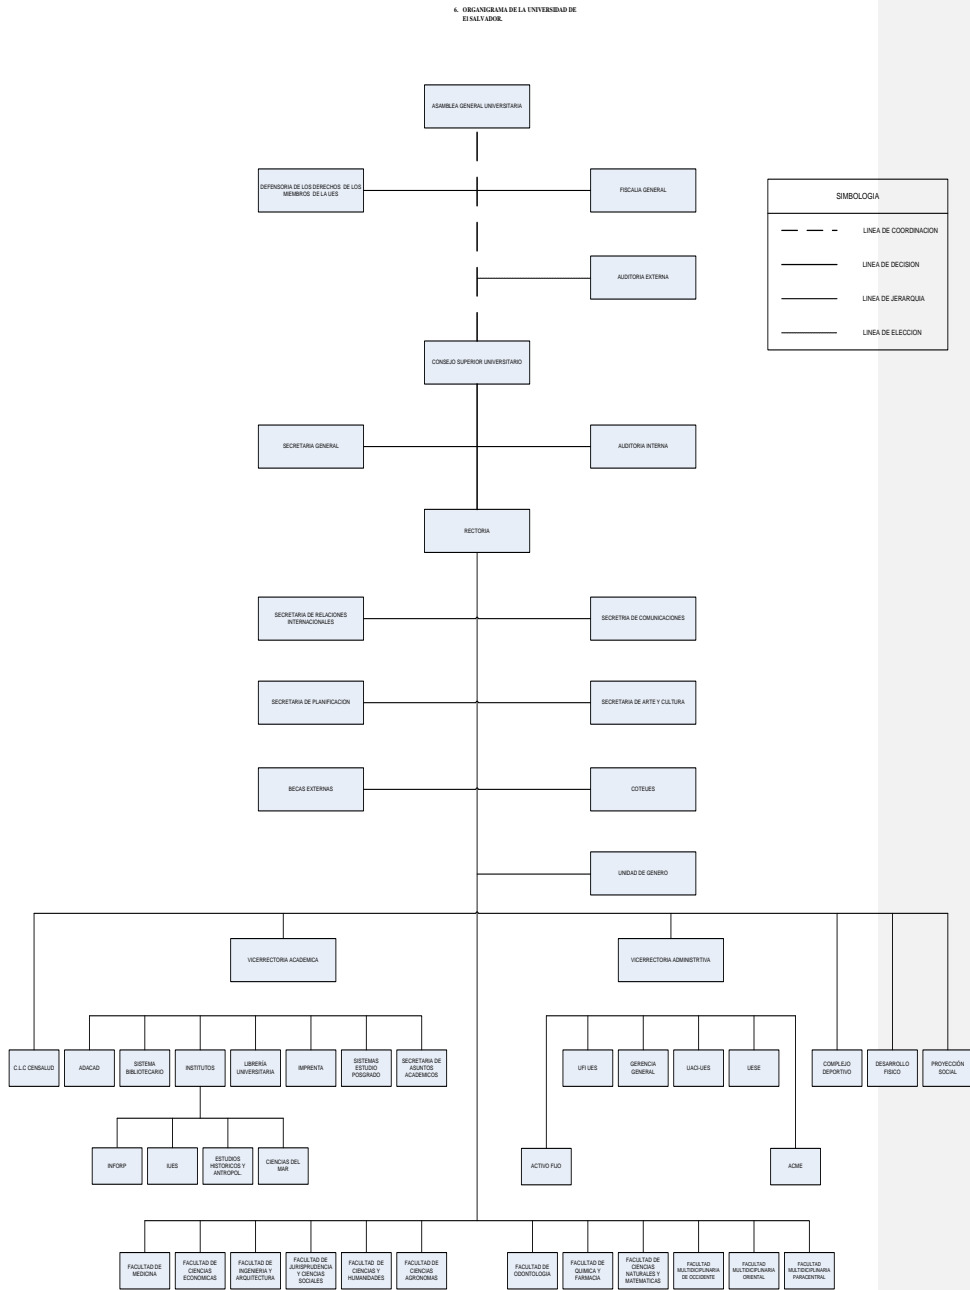 6. ORGANIGRAMA DE LA UNIVERSIDAD DE
El SALVADOR.
ASAMBLEA GENERAL UNIVERSITARIA
DEFENSORIA DE LOS DERECHOS DE LOS
MIEMBROS DE LA UES
FISCALIA GENERAL
SIMBOLOGIA
LINEA DE COORDINACION
LINEA DE DECISION
LINEA DE JERARQUIA
LINEA DE ELECCION
AUDITORIA EXTERNA
CONSEJO SUPERIOR UNIVERSITARIO
SECRETARIA GENERAL
AUDITORIA INTERNA
RECTORIA
SECRETARIA DE RELACIONES
INTERNACIONALES
SECRETRIA DE COMUNICACIONES
SECRETARIA DE PLANIFICACION
SECRETARIA DE ARTE Y CULTURA
BECAS EXTERNAS
COTEUES
UNIDAD DE GENERO
VICERRECTORIA ACADEMICA
VICERRECTORIA ADMINISTRTIVA
C.L.C CENSALUD
ADACAD
SISTEMA
BIBLIOTECARIO
INSTITUTOS
LIBRERÍA
UNIVERSITARIA
IMPRENTA
SISTEMAS
ESTUDIO
POSGRADO
SECRETARIA DE
ASUNTOS
ACADEMICOS
UFI UES
GERENCIA
GENERAL
UACI-UES
UESE
COMPLEJO
DEPORTIVO
DESARROLLO
FISICO
PROYECCIÓN
SOCIAL
INFORP
IUES
ESTUDIOS
HISTORICOS Y
ANTROPOL.
CIENCIAS DEL
MAR
ACTIVO FIJO
ACME
FACULTAD DE
MEDICINA
FACULTAD DE
CIENCIAS
ECONOMICAS
FACULTAD DE
INGENIERIA Y
ARQUITECTURA
FACULTAD DE
JURISPRUDENCIA
Y CIENCIAS
SOCIALES
FACULTAD DE
CIENCIAS Y
HUMANIDADES
FACULTAD DE
CIENCIAS
AGRONOMAS
FACULTAD DE
ODONTOLOGIA
FACULTAD DE
QUIMICA Y
FARMACIA
FACULTAD DE
CIENCIAS
NATURALES Y
MATEMATICAS
FACULTAD
MULTIDICIPLINARIA
DE OCCIDENTE
FACULTAD
MULTIDICIPLINARIA
ORIENTAL
FACULTAD
MULTIDICIPLINARIA
PARACENTRAL